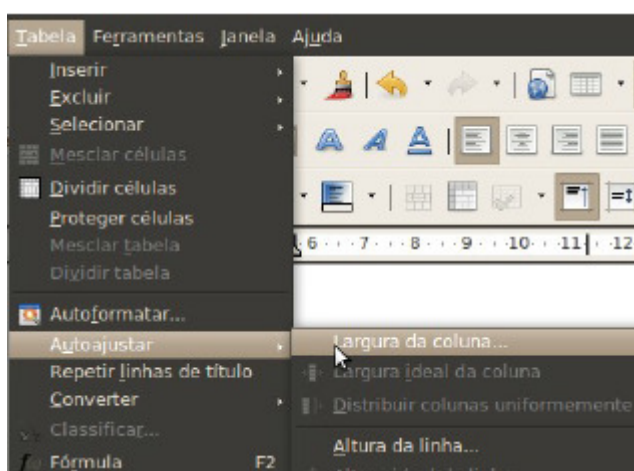 Tabela Ferramentas Janela Ajuda
Inserir
Excluir
Selecionar
Mesclar células
Dividir células
Proteger células
Mesclar tabela
Dividir tabela
6 7 8 9 10 11 12
Autoformatar...
Autoajustar
Largura da coluna...
Repetir linhas de título
Largura ideal da coluna
Converter
Distribuir colunas uniformemente
Classificar...
Altura da linha...
Fórmula F2